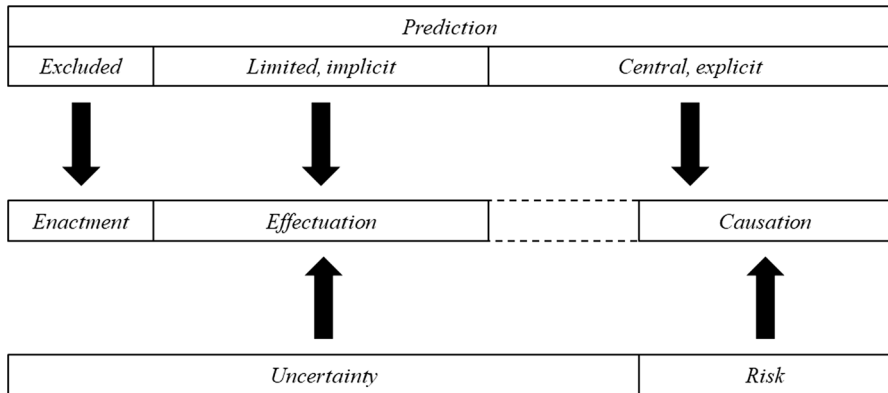 Prediction
Excluded Limited, implicit Central, explicit
Enactment Effectuation Causation
Uncertainty Risk